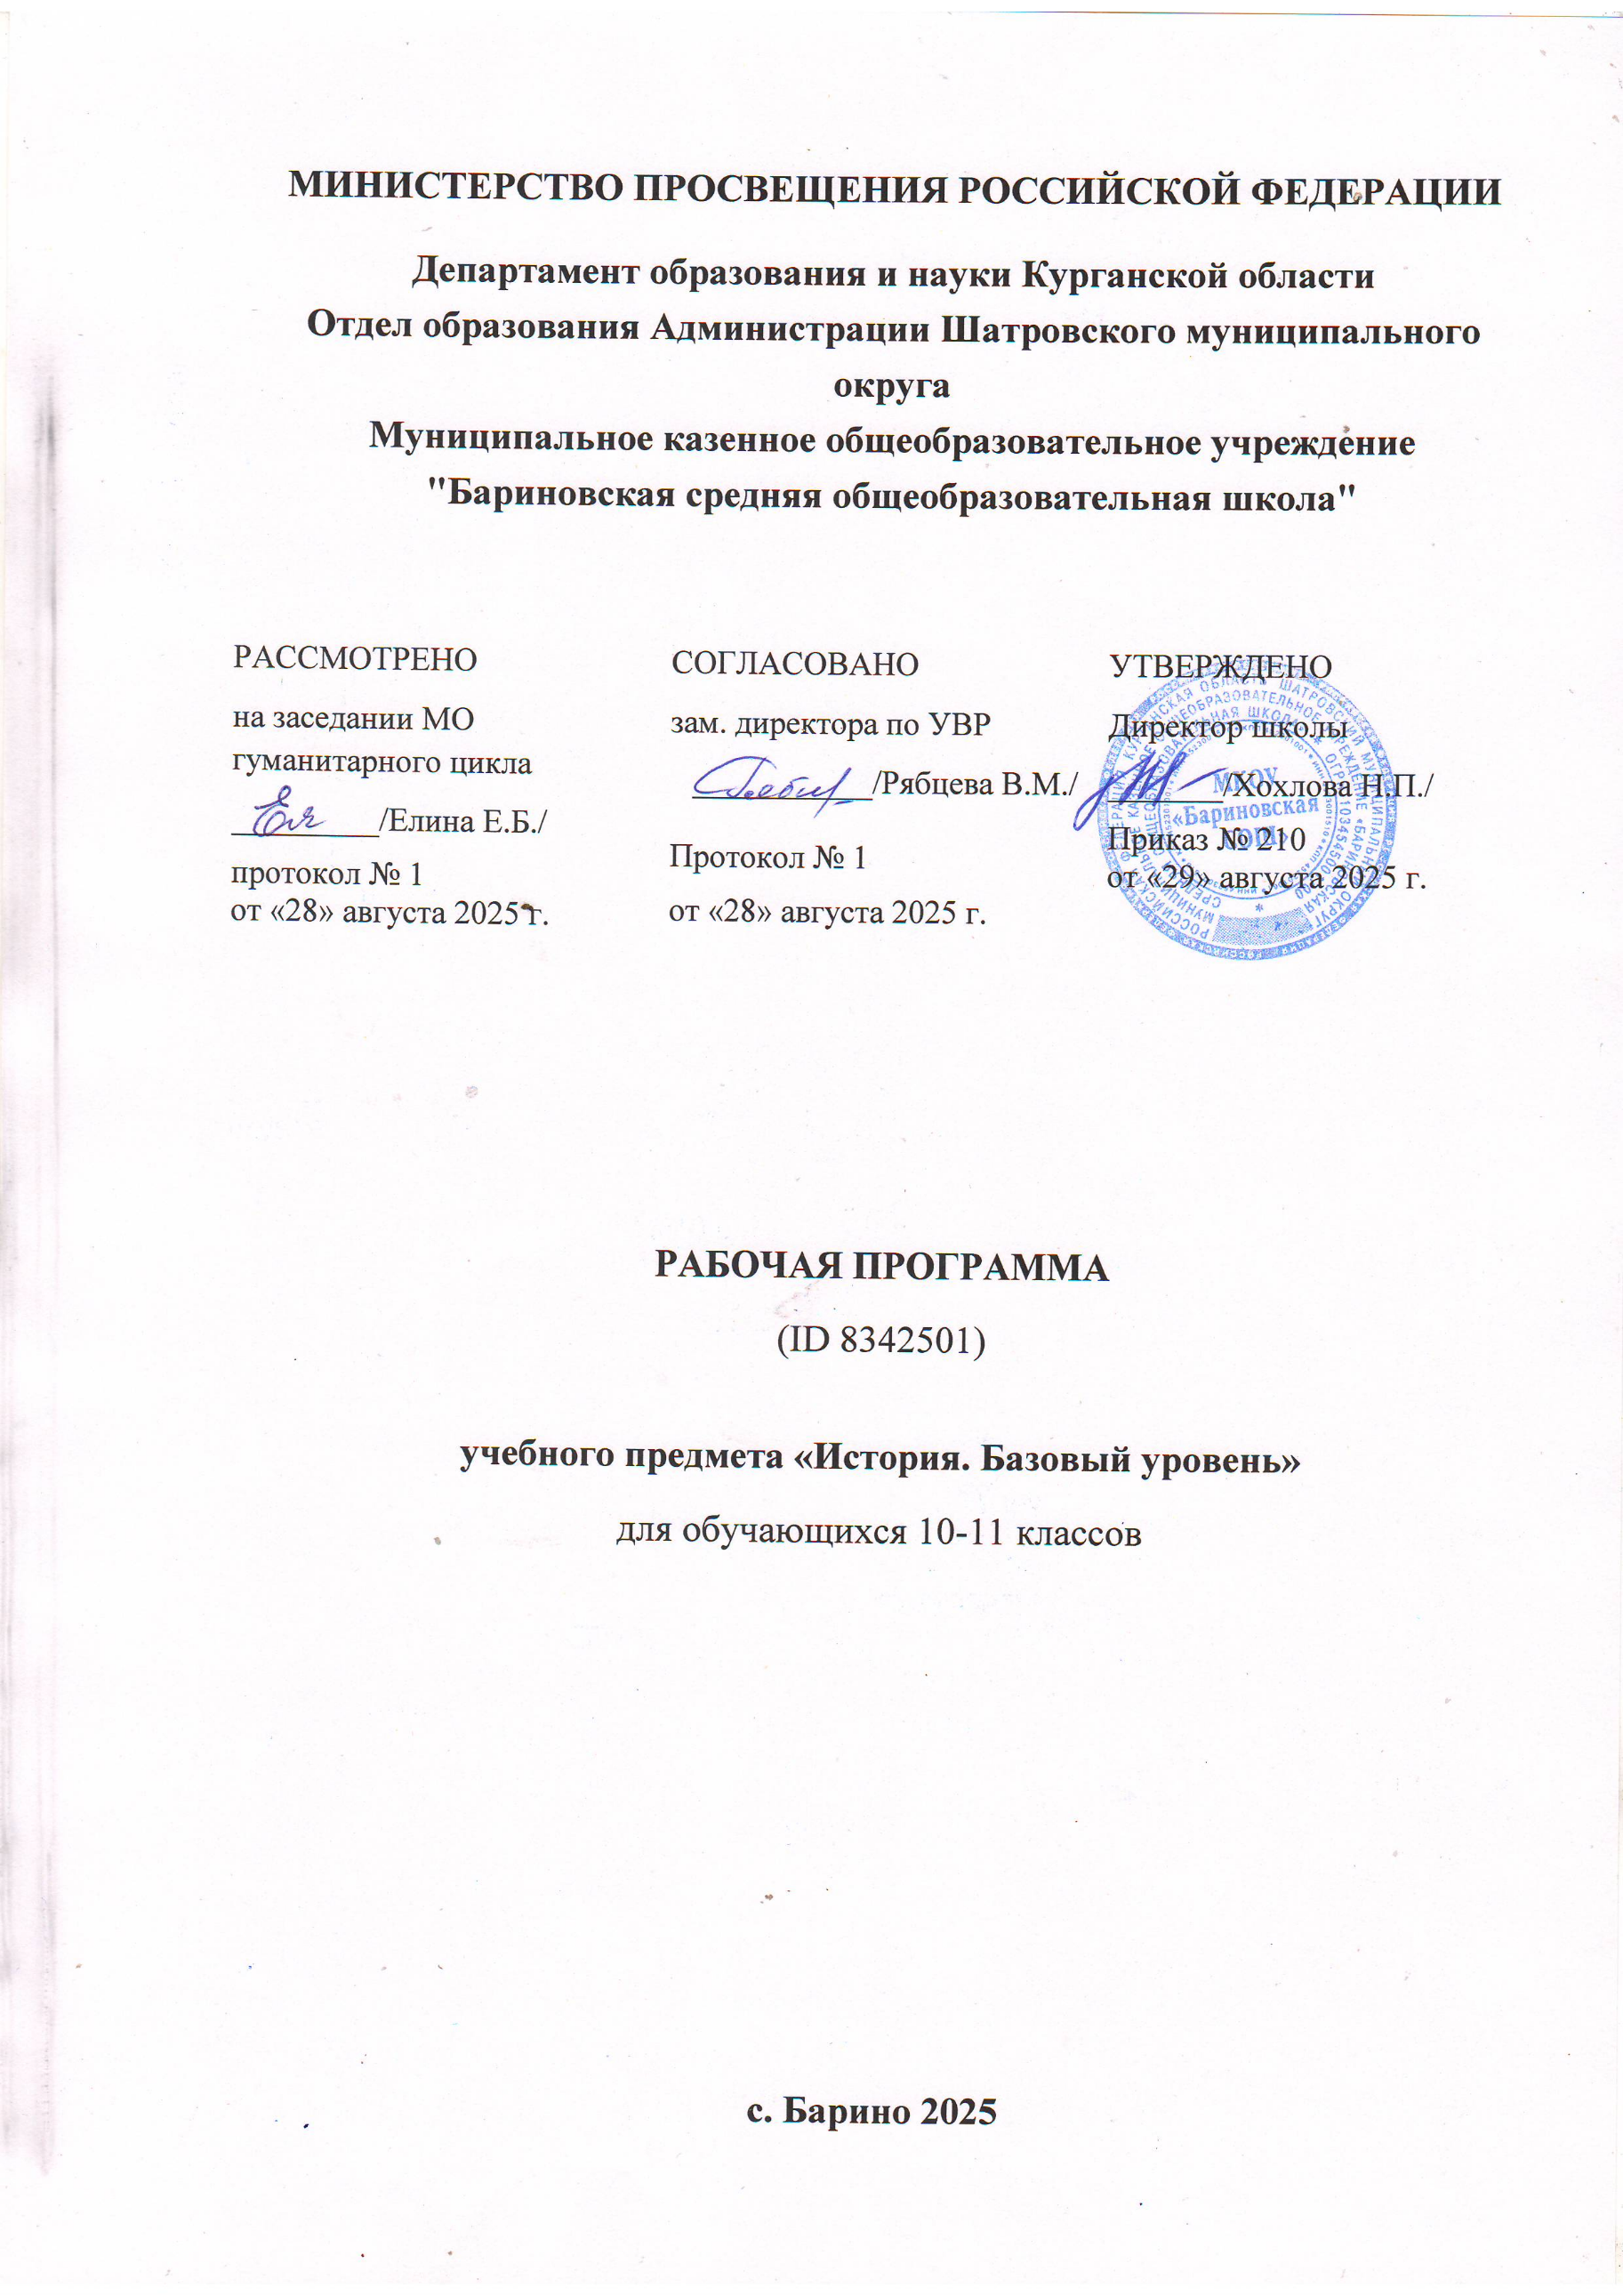 МИНИСТЕРСТВО ПРОСВЕЩЕНИЯ РОССИЙСКОЙ ФЕДЕРАЦИИ
Департамент образования и науки Курганской области
Отдел образования Администрации Шатровского муниципального
округа
Муниципальное казенное общеобразовательное учреждение
"Бариновская средняя общеобразовательная школа"
РАССМОТРЕНО
на заседании МО
гуманитарного цикла
/Елина Е.Б./
протокол № 1
от «28» августа 2025 г.
СОГЛАСОВАНО
зам. директора по УВР
/Рябцева В.М./
Протокол № 1
от «28» августа 2025 г.
УТВЕРЖДЕНО
Директор школы
/Хохлова Н.П./
Приказ № 210
от «29» августа 2025 г.
МКОУ
«Бариновская
СОШ»
РАБОЧАЯ ПРОГРАММА
(ID 8342501)
учебного предмета «История. Базовый уровень»
для обучающихся 10-11 классов
с. Барино 2025